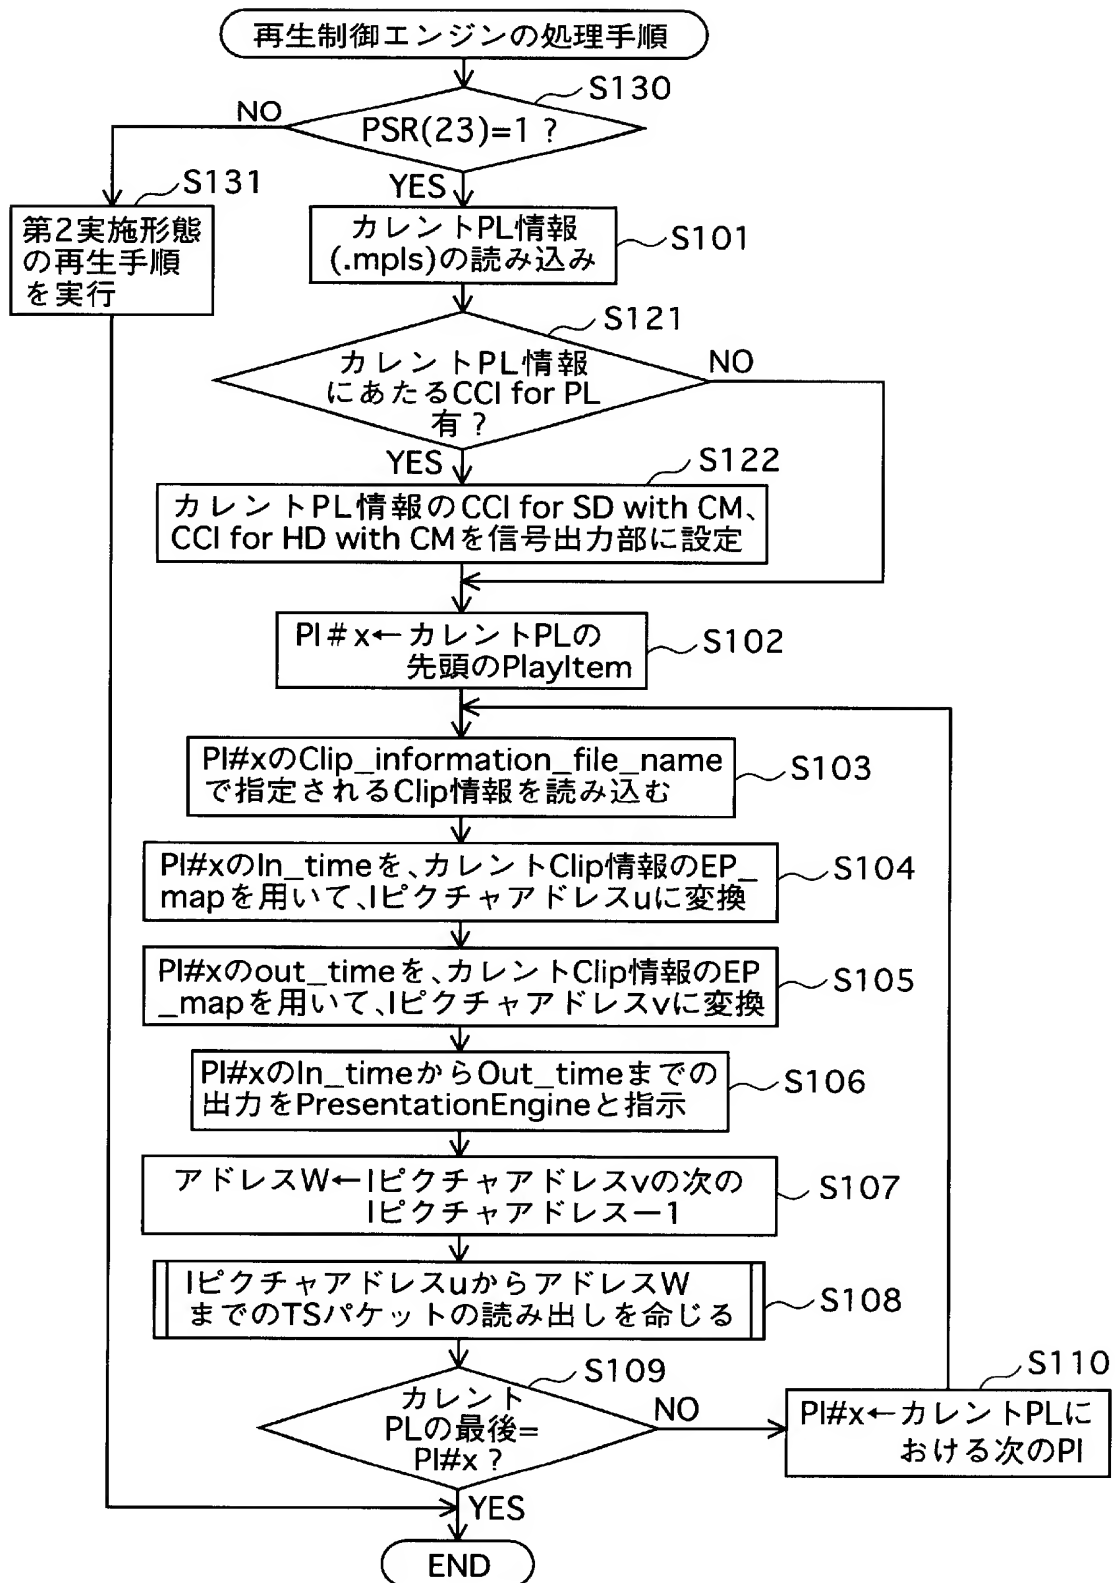 再生制御エンジンの処理手順
S130
NO
PSR(23)=1 ?
YES
S131
第2実施形態
の再生手順
を実行
カレントPL情報
(.mpls)の読み込み
S101
S121
カレントPL情報
にあたるCCI for PL
有?
NO
YES
S122
カレントPL情報のCCI for SD with CM、
CCI for HD with CMを信号出力部に設定
PI#x←カレントPLの
先頭のPlayItem
S102
PI#xのClip_information_file_name
で指定されるClip情報を読み込む
S103
PI#xのIn_timeを、カレントClip情報のEP_
mapを用いて、Iピクチャアドレスuに変換
S104
PI#xのout_timeを、カレントClip情報のEP
_mapを用いて、Iピクチャアドレスvに変換
S105
PI#xのIn_timeからOut_timeまでの
出力をPresentationEngineと指示
S106
アドレスW←Iピクチャアドレスvの次の
Iピクチャアドレスー1
S107
IピクチャアドレスuからアドレスW
までのTSパケットの読み出しを命じる
S108
S109
カレント
PLの最後=
PI#x ?
NO
S110
PI#x←カレントPLに
おける次のPI
YES
END